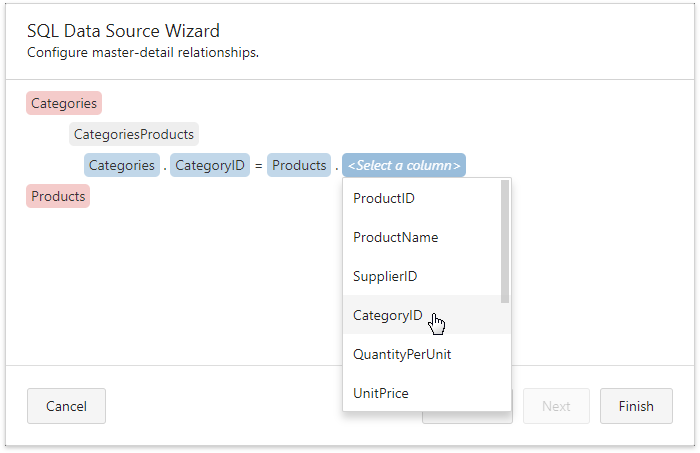 SQL Data Source Wizard
Configure master-detail relationships.
Categories
CategoriesProducts
Categories . CategoryID = Products . <Select a column>
Products
ProductID
ProductName
SupplierID
CategoryID
QuantityPerUnit
UnitPrice
Cancel
Next
Finish